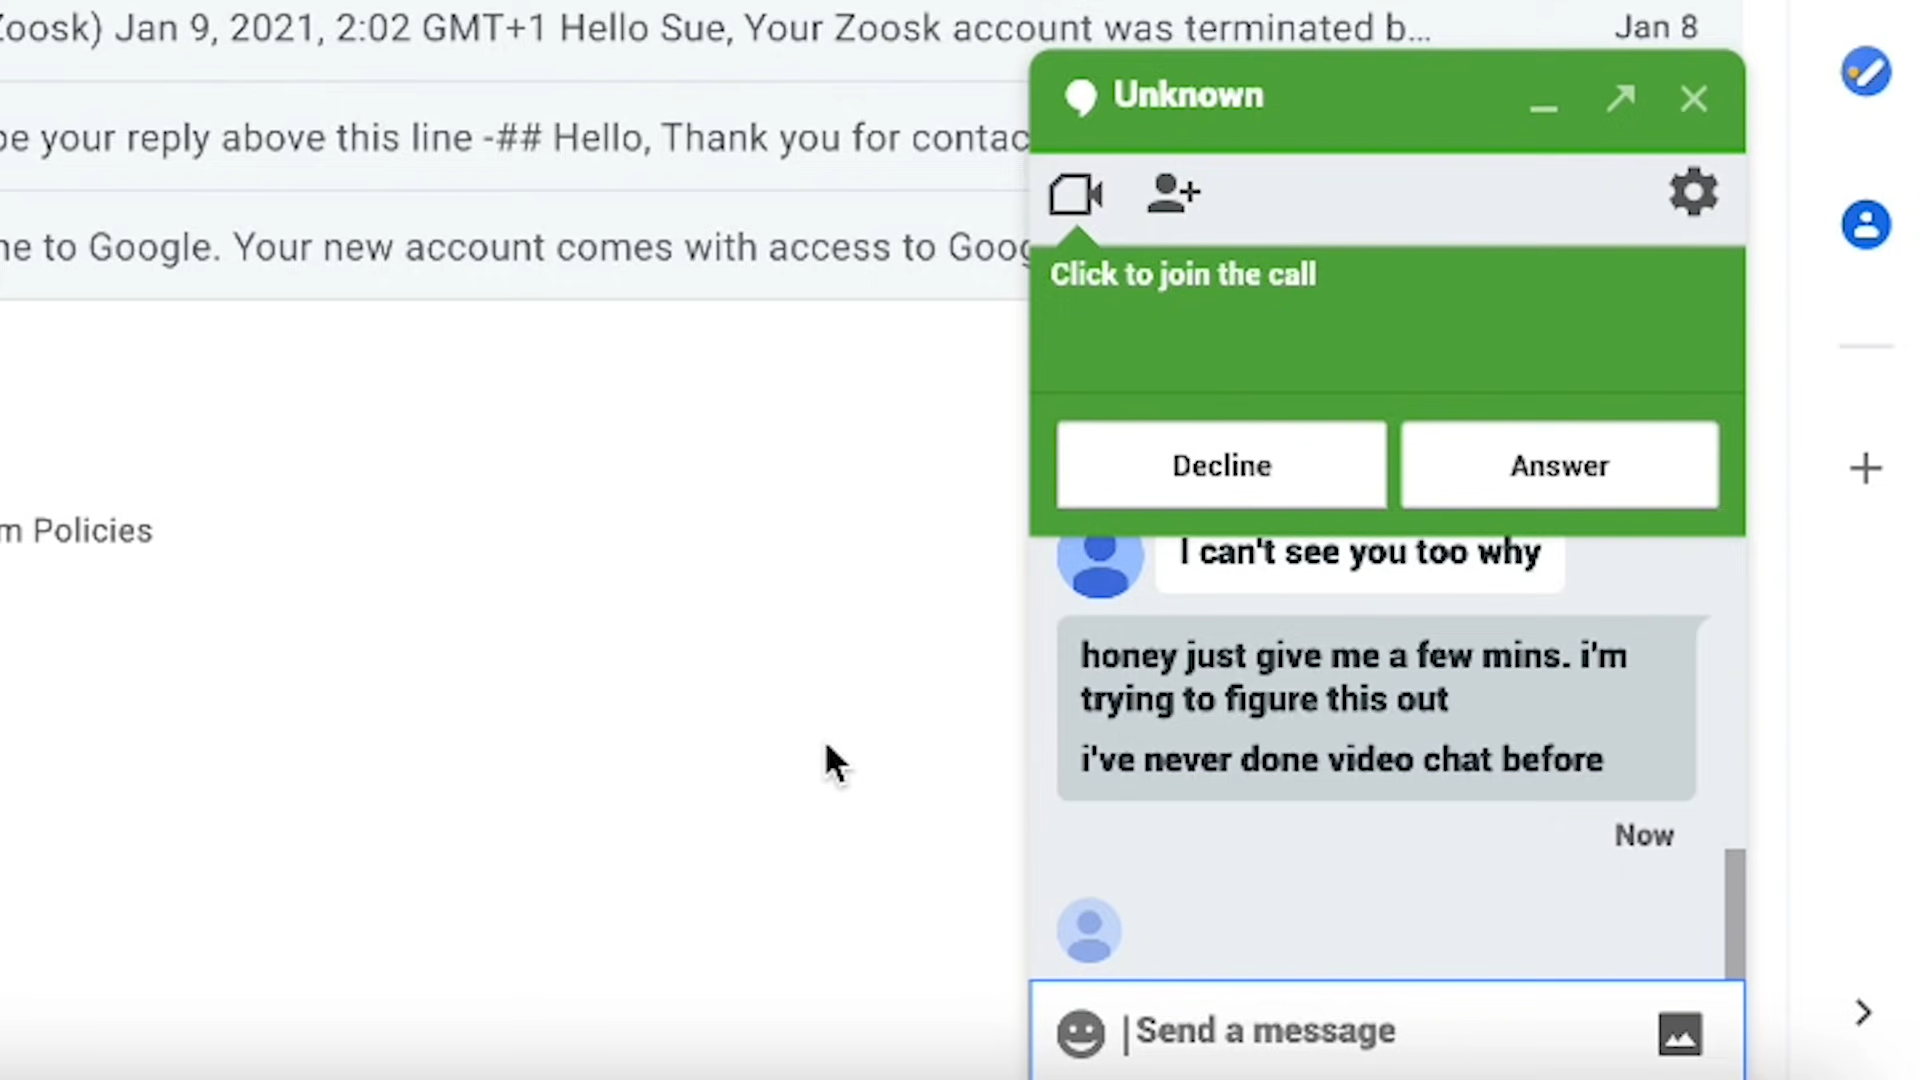 Zoosk) Jan 9, 2021, 2:02 GMT+1 Hello Sue, Your Zoosk account was terminated b... Jan 8
be your reply above this line -## Hello, Thank you for contac
me to Google. Your new account comes with access to Goog
m Policies
Unknown
Click to join the call
Decline Answer
I can't see you too why
honey just give me a few mins. i'm
trying to figure this out
i've never done video chat before
Now
Send a message